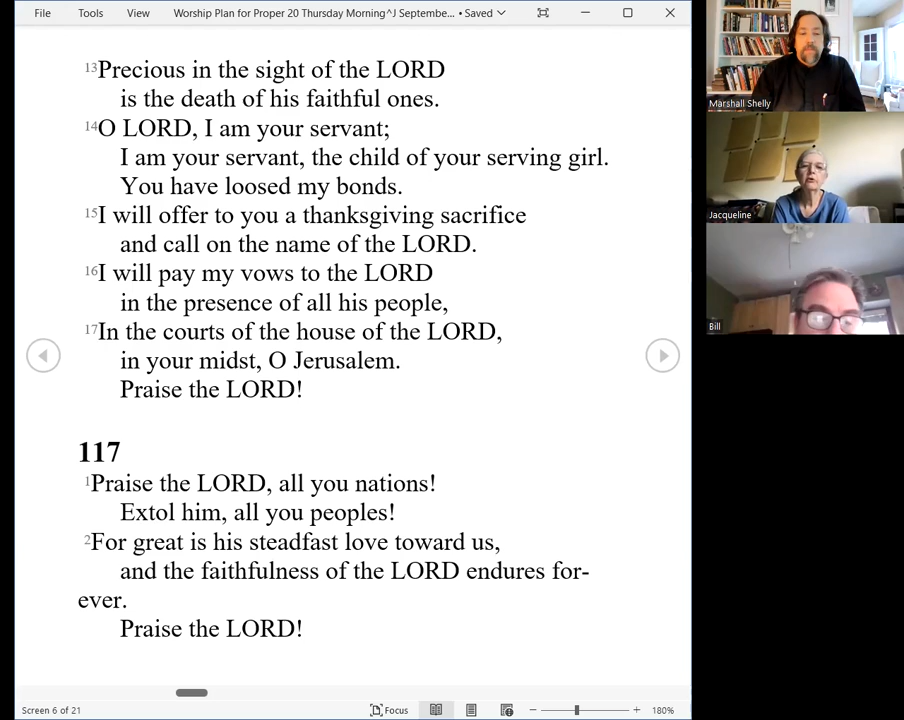 File Tools View Worship Plan for Proper 20 Thursday Morning^J Septembe... • Saved
13Precious in the sight of the LORD
is the death of his faithful ones.
14O LORD, I am your servant;
I am your servant, the child of your serving girl.
You have loosed my bonds.
15I will offer to you a thanksgiving sacrifice
and call on the name of the LORD.
16I will pay my vows to the LORD
in the presence of all his people,
17In the courts of the house of the LORD,
in your midst, O Jerusalem.
Praise the LORD!
117
1Praise the LORD, all you nations!
Extol him, all you peoples!
2For great is his steadfast love toward us,
and the faithfulness of the LORD endures for-
ever.
Praise the LORD!
Screen 6 of 21 Focus 180%
Marshall Shelly
Jacqueline
Bill